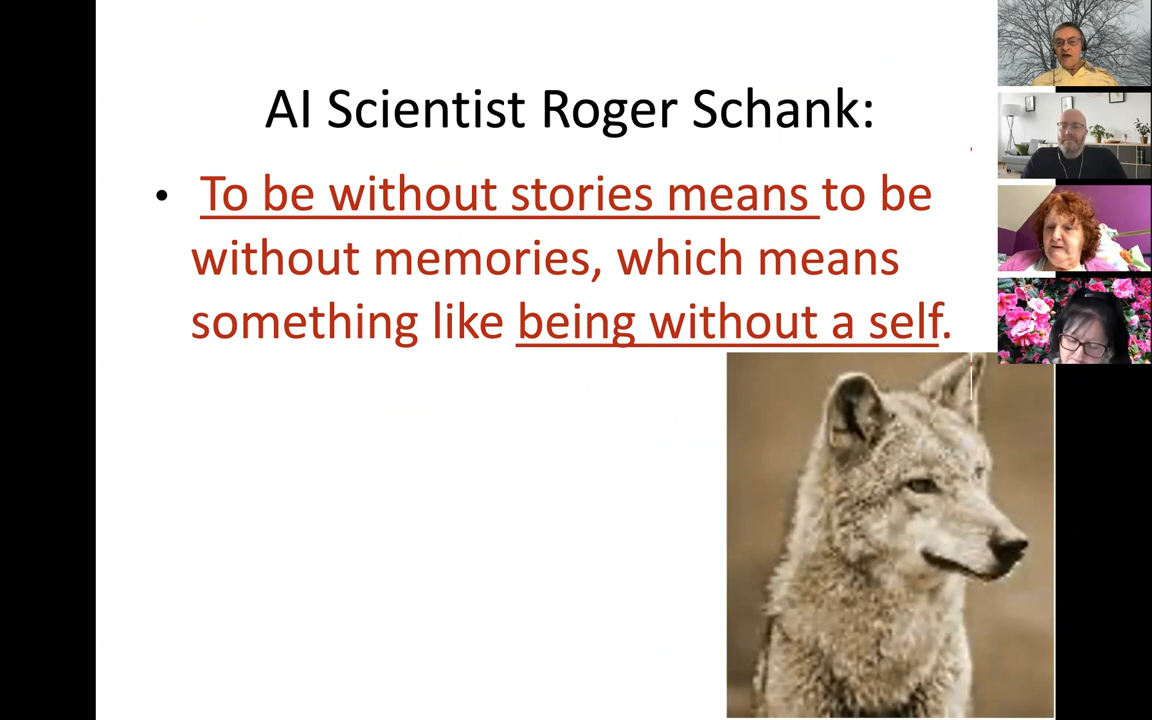 AI Scientist Roger Schank:
• To be without stories means to be
without memories, which means
something like being without a self.